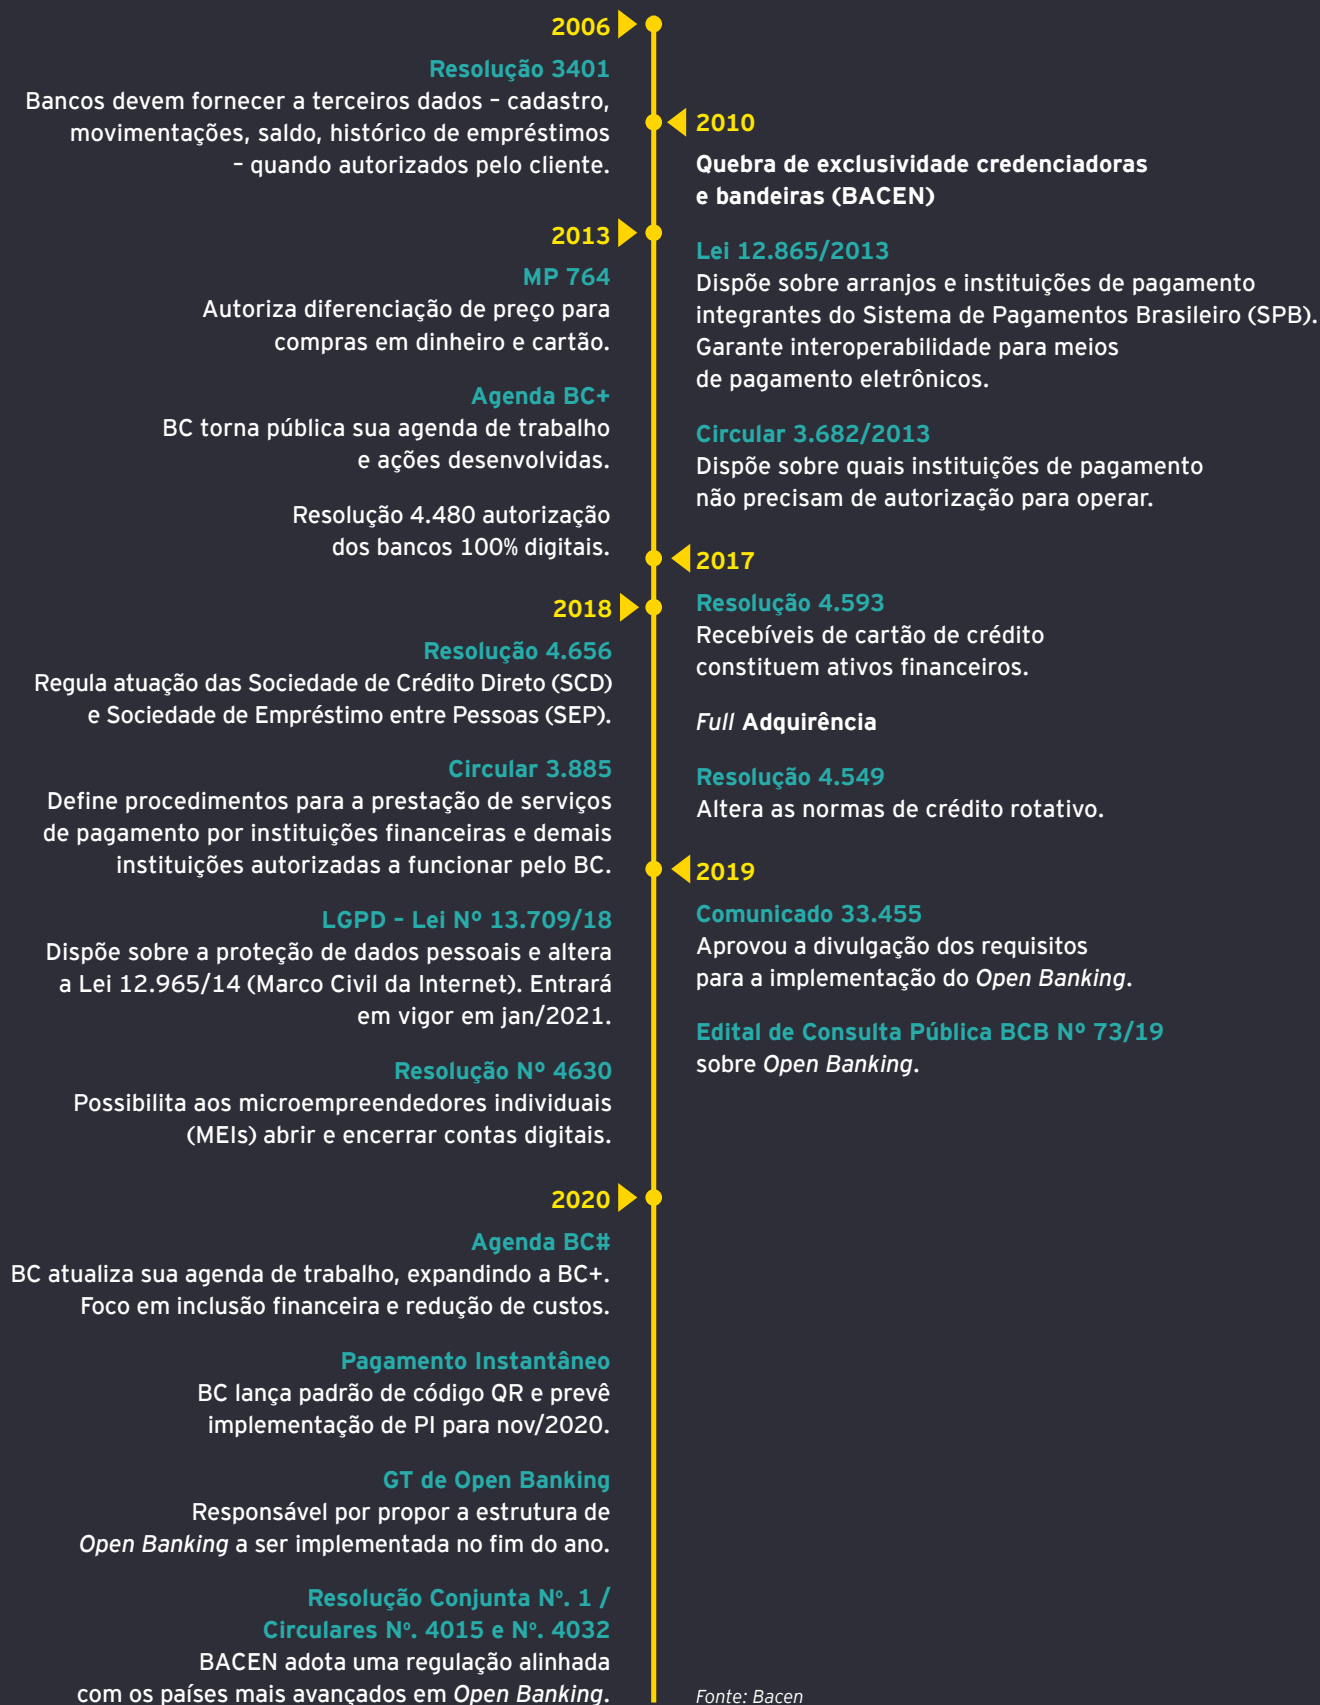 2006
Resolução 3401
Bancos devem fornecer a terceiros dados – cadastro,
movimentações, saldo, histórico de empréstimos
– quando autorizados pelo cliente.
2010
Quebra de exclusividade credenciadoras
e bandeiras (BACEN)
Lei 12.865/2013
Dispõe sobre arranjos e instituições de pagamento
integrantes do Sistema de Pagamentos Brasileiro (SPB).
Garante interoperabilidade para meios
de pagamento eletrônicos.
Circular 3.682/2013
Dispõe sobre quais instituições de pagamento
não precisam de autorização para operar.
2013
MP 764
Autoriza diferenciação de preço para
compras em dinheiro e cartão.
Agenda BC+
BC torna pública sua agenda de trabalho
e ações desenvolvidas.
Resolução 4.480 autorização
dos bancos 100% digitais.
2017
Resolução 4.593
Recebíveis de cartão de crédito
constituem ativos financeiros.
Full Adquirência
Resolução 4.549
Altera as normas de crédito rotativo.
2018
Resolução 4.656
Regula atuação das Sociedade de Crédito Direto (SCD)
e Sociedade de Empréstimo entre Pessoas (SEP).
Circular 3.885
Define procedimentos para a prestação de serviços
de pagamento por instituições financeiras e demais
instituições autorizadas a funcionar pelo BC.
LGPD – Lei Nº 13.709/18
Dispõe sobre a proteção de dados pessoais e altera
a Lei 12.965/14 (Marco Civil da Internet). Entrará
em vigor em jan/2021.
Resolução Nº 4630
Possibilita aos microempreendedores individuais
(MEIs) abrir e encerrar contas digitais.
2019
Comunicado 33.455
Aprovou a divulgação dos requisitos
para a implementação do Open Banking.
Edital de Consulta Pública BCB Nº 73/19
sobre Open Banking.
2020
Agenda BC#
BC atualiza sua agenda de trabalho, expandindo a BC+.
Foco em inclusão financeira e redução de custos.
Pagamento Instantâneo
BC lança padrão de código QR e prevê
implementação de PI para nov/2020.
GT de Open Banking
Responsável por propor a estrutura de
Open Banking a ser implementada no fim do ano.
Resolução Conjunta Nº. 1 /
Circulares Nº. 4015 e Nº. 4032
BACEN adota uma regulação alinhada
com os países mais avançados em Open Banking.
Fonte: Bacen